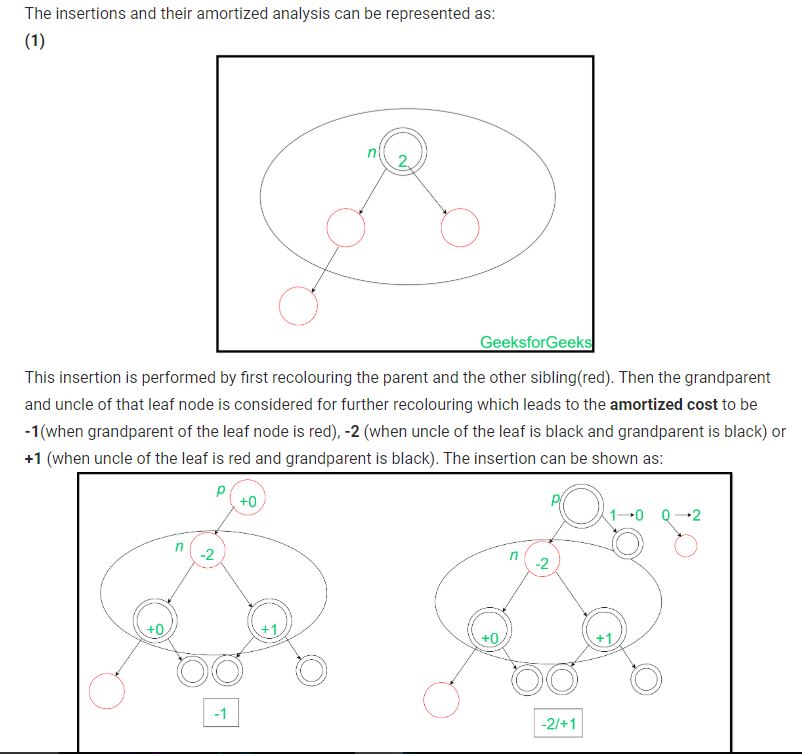 The insertions and their amortized analysis can be represented as:
(1)
n
2
GeeksforGeeks
This insertion is performed by first recolouring the parent and the other sibling(red). Then the grandparent
and uncle of that leaf node is considered for further recolouring which leads to the amortized cost to be
-1(when grandparent of the leaf node is red), -2 (when uncle of the leaf is black and grandparent is black) or
+1 (when uncle of the leaf is red and grandparent is black). The insertion can be shown as:
p
+0
n
-2
+0
+1
-1
p
1→0 0→2
n
-2
+0
+1
-2/+1